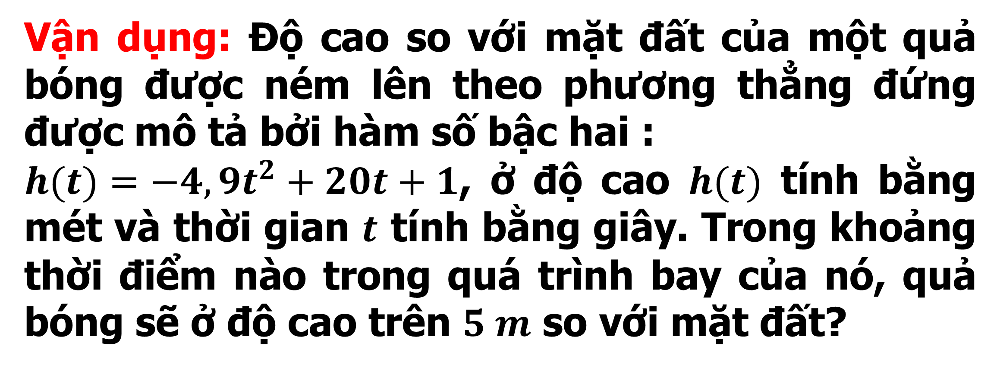 Vận dụng: Độ cao so với mặt đất của một quả
bóng được ném lên theo phương thẳng đứng
được mô tả bởi hàm số bậc hai :
h(t) = −4,9t² + 20t + 1, ở độ cao h(t) tính bằng
mét và thời gian t tính bằng giây. Trong khoảng
thời điểm nào trong quá trình bay của nó, quả
bóng sẽ ở độ cao trên 5 m so với mặt đất?